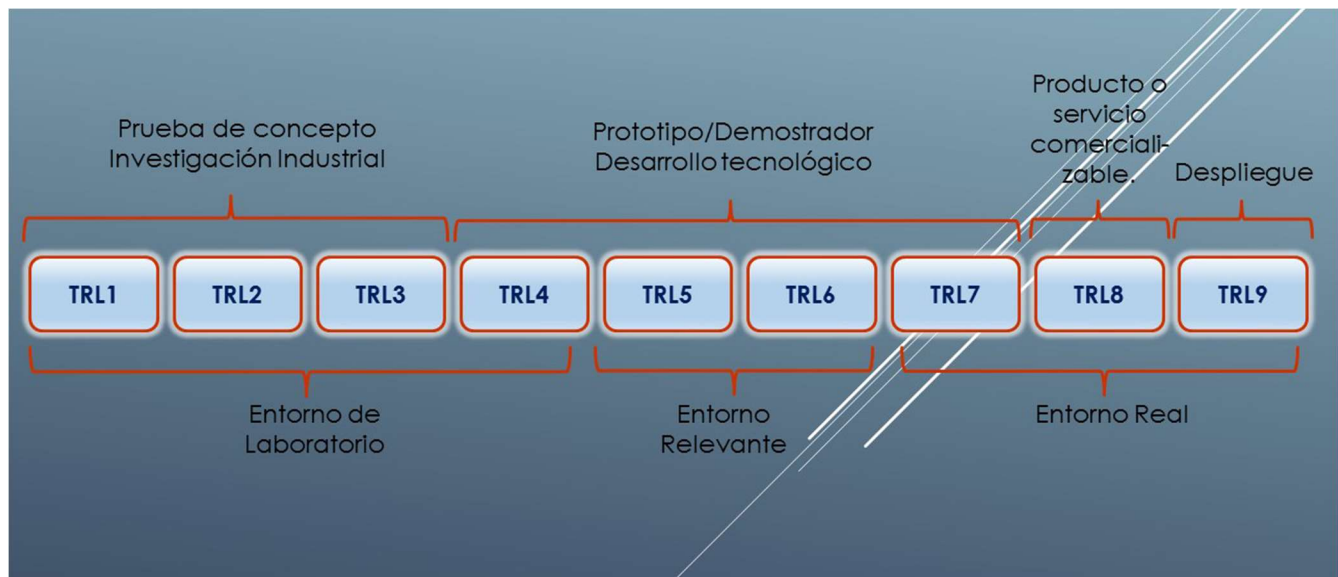 Prueba de concepto
Investigación Industrial
Prototipo/Demostrador
Desarrollo tecnológico
Producto o
servicio
comerciali-
zable.
Despliegue
TRL1
TRL2
TRL3
TRL4
TRL5
TRL6
TRL7
TRL8
TRL9
Entorno de
Laboratorio
Entorno
Relevante
Entorno Real